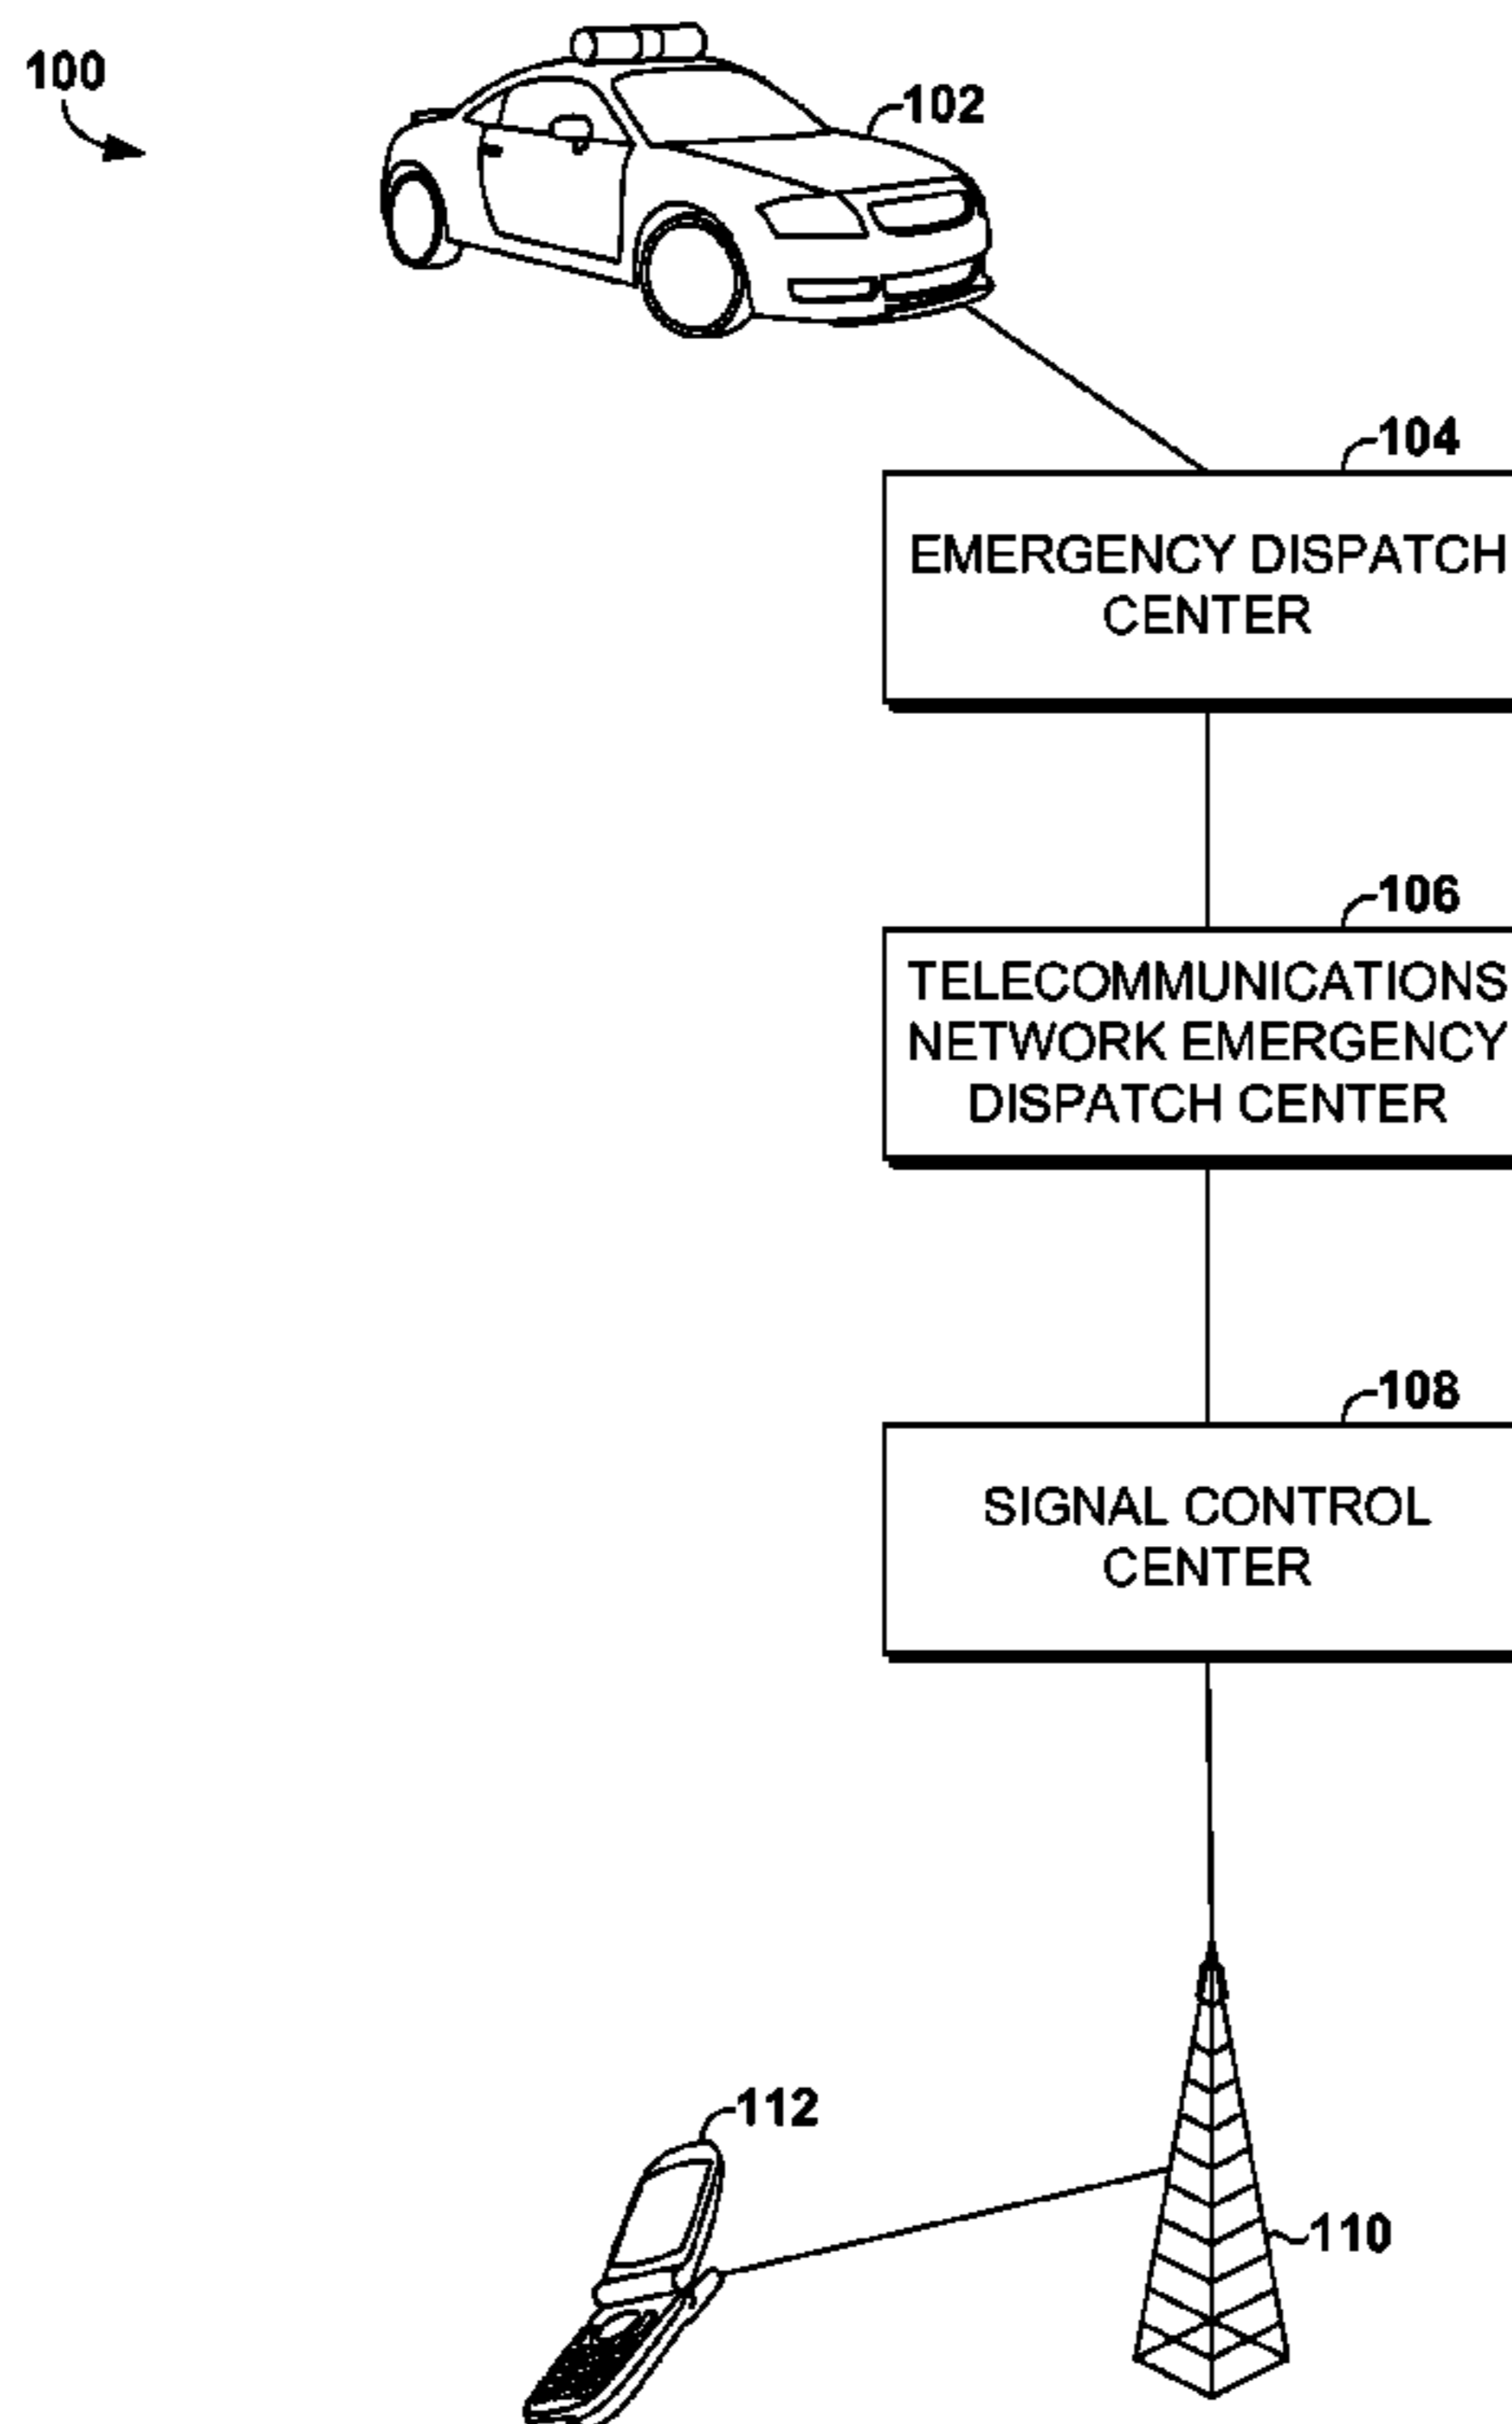 100
102
104
EMERGENCY DISPATCH
CENTER
106
TELECOMMUNICATIONS
NETWORK EMERGENCY
DISPATCH CENTER
108
SIGNAL CONTROL
CENTER
112
110